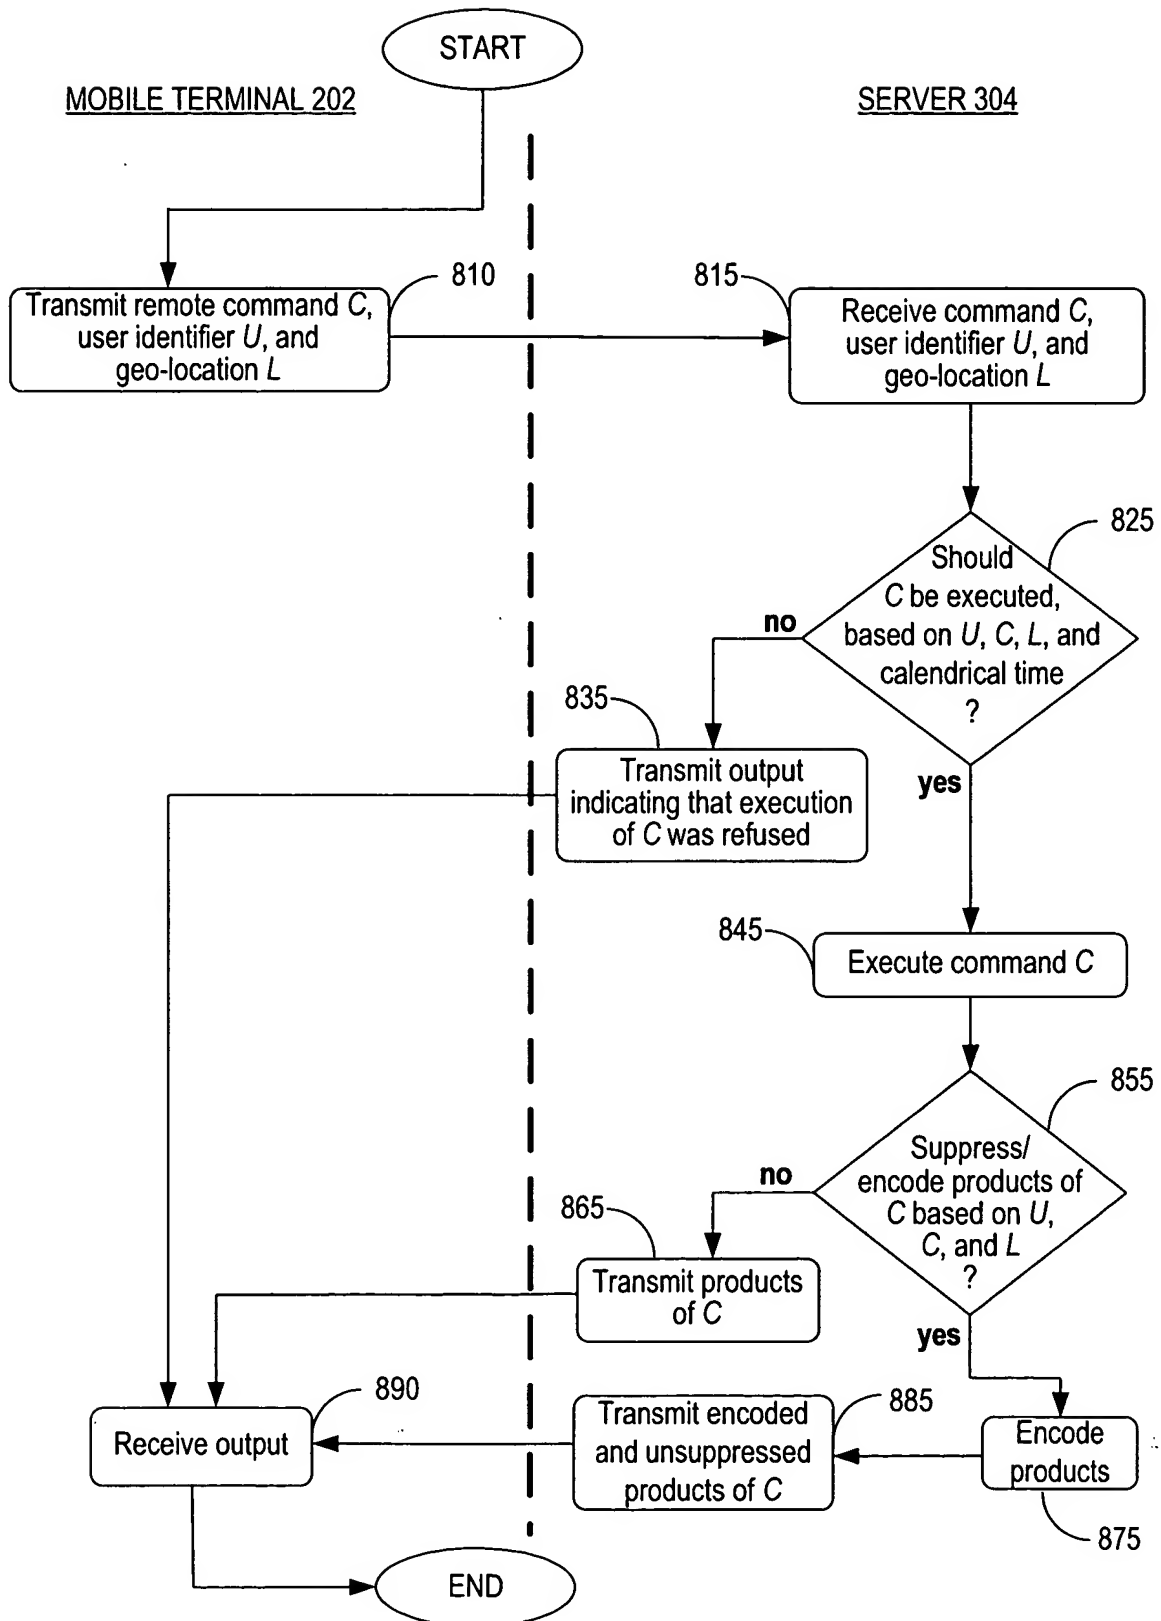 START
MOBILE TERMINAL 202
SERVER 304
810
Transmit remote command C,
user identifier U, and
geo-location L
815
Receive command C,
user identifier U, and
geo-location L
825
Should
C be executed,
based on U, C, L, and
calendrical time
?
no
yes
835
Transmit output
indicating that execution
of C was refused
845
Execute command C
855
Suppress/
encode products of
C based on U,
C, and L
?
no
yes
865
Transmit products
of C
890
Receive output
885
Transmit encoded
and unsuppressed
products of C
Encode
products
875
END